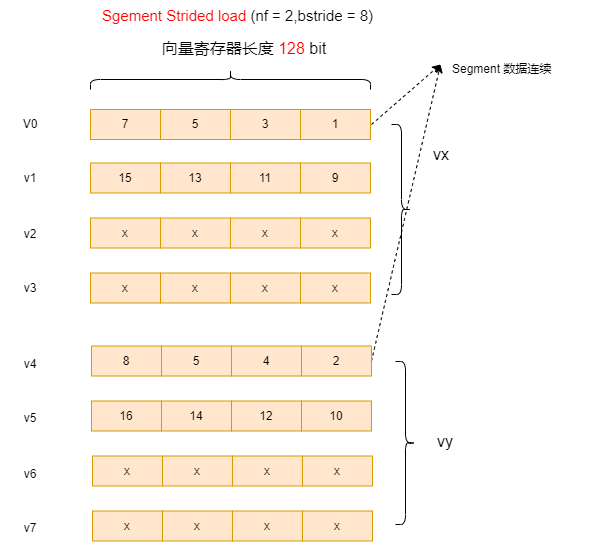 Sgement Strided load (nf = 2,bstride = 8)
向量寄存器长度 128 bit
Segment 数据连续
V0 7 5 3 1
vx
v1 15 13 11 9
v2 x x x x
v3 x x x x
v4 8 5 4 2
v5 16 14 12 10
vy
v6 x x x x
v7 x x x x